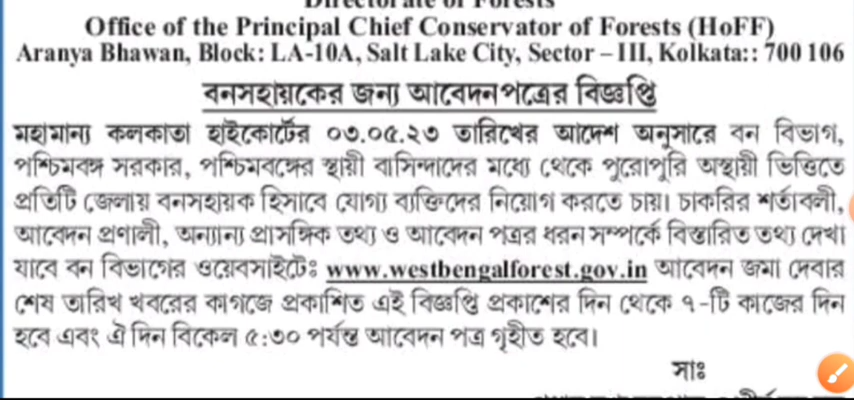 Directorate of Forests
Office of the Principal Chief Conservator of Forests (HoFF)
Aranya Bhawan, Block: LA-10A, Salt Lake City, Sector – III, Kolkata:: 700 106
বনসহায়কের জন্য আবেদনপত্রের বিজ্ঞপ্তি
মহামান্য কলকাতা হাইকোর্টের ০৩.০৫.২৩ তারিখের আদেশ অনুসারে বন বিভাগ,
পশ্চিমবঙ্গ সরকার, পশ্চিমবঙ্গের স্থায়ী বাসিন্দাদের মধ্যে থেকে পুরোপুরি অস্থায়ী ভিত্তিতে
প্রতিটি জেলায় বনসহায়ক হিসাবে যোগ্য ব্যক্তিদের নিয়োগ করতে চায়। চাকরির শর্তাবলী,
আবেদন প্রণালী, অন্যান্য প্রাসঙ্গিক তথ্য ও আবেদন পত্রর ধরন সম্পর্কে বিস্তারিত তথ্য দেখা
যাবে বন বিভাগের ওয়েবসাইটেঃ www.westbengalforest.gov.in আবেদন জমা দেবার
শেষ তারিখ খবরের কাগজে প্রকাশিত এই বিজ্ঞপ্তি প্রকাশের দিন থেকে ৭-টি কাজের দিন
হবে এবং ঐ দিন বিকেল ৫:৩০ পর্যন্ত আবেদন পত্র গৃহীত হবে।
সাঃ